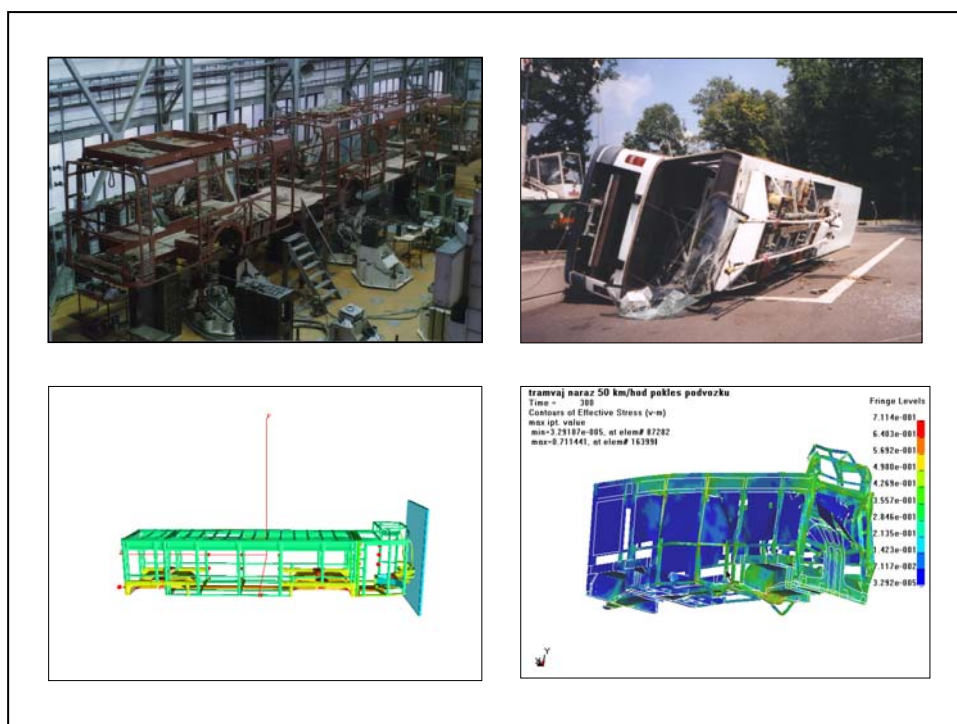 tramvaj naraz 50 km/hod pokles podvozku
Time = 300
Contours of Effective Stress (v-m)
max ipt. value
min=3.29187e-005, at elem# 87282
max=0.711441, at elem# 163991
Fringe Levels
7.114e-001
6.403e-001
5.692e-001
4.980e-001
4.269e-001
3.557e-001
2.846e-001
2.135e-001
1.423e-001
7.117e-002
3.292e-005
Y
X